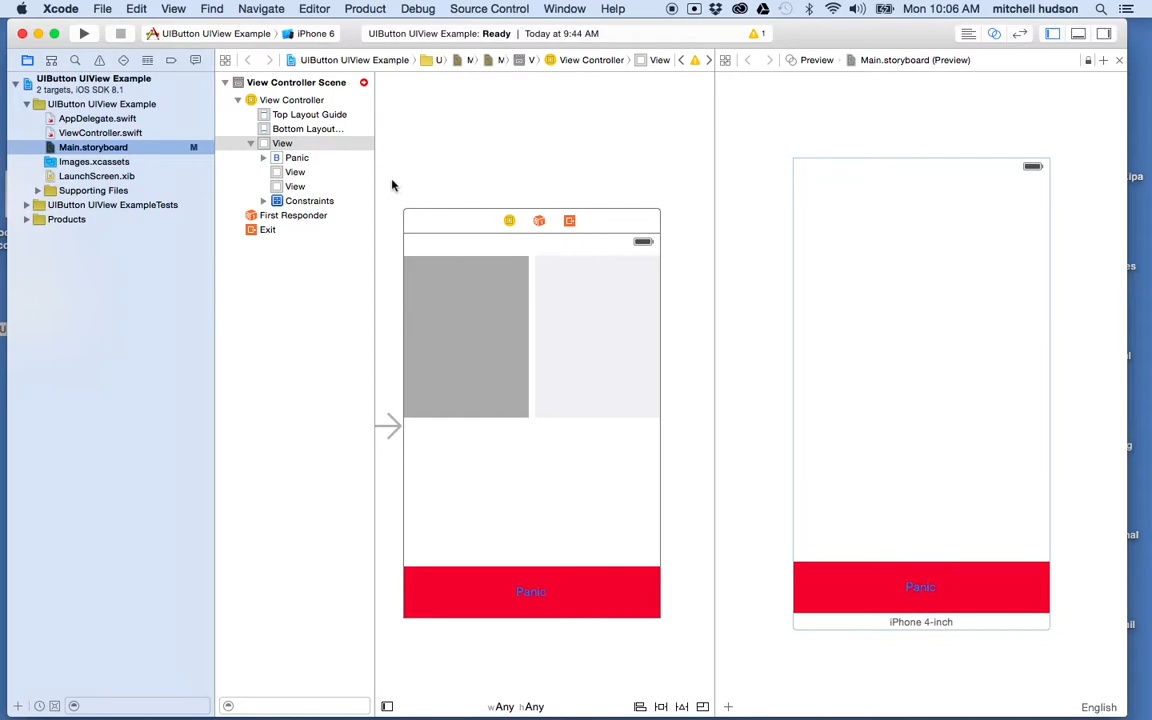 Xcode File Edit View Find Navigate Editor Product Debug Source Control Window Help Mon 10:06 AM mitchell hudson
UIButton UIView Example iPhone 6 UIButton UIView Example: Ready Today at 9:44 AM 1
UIButton UIView Example U M M V View Controller View Preview Main.storyboard (Preview)
UIButton UIView Example
2 targets, iOS SDK 8.1
UIButton UIView Example
AppDelegate.swift
ViewController.swift
Main.storyboard M
Images.xcassets
LaunchScreen.xib
Supporting Files
UIButton UIView ExampleTests
Products
View Controller Scene
View Controller
Top Layout Guide
Bottom Layout...
View
B Panic
View
View
Constraints
First Responder
Exit
Panic
Panic
iPhone 4-inch
wAny hAny
English